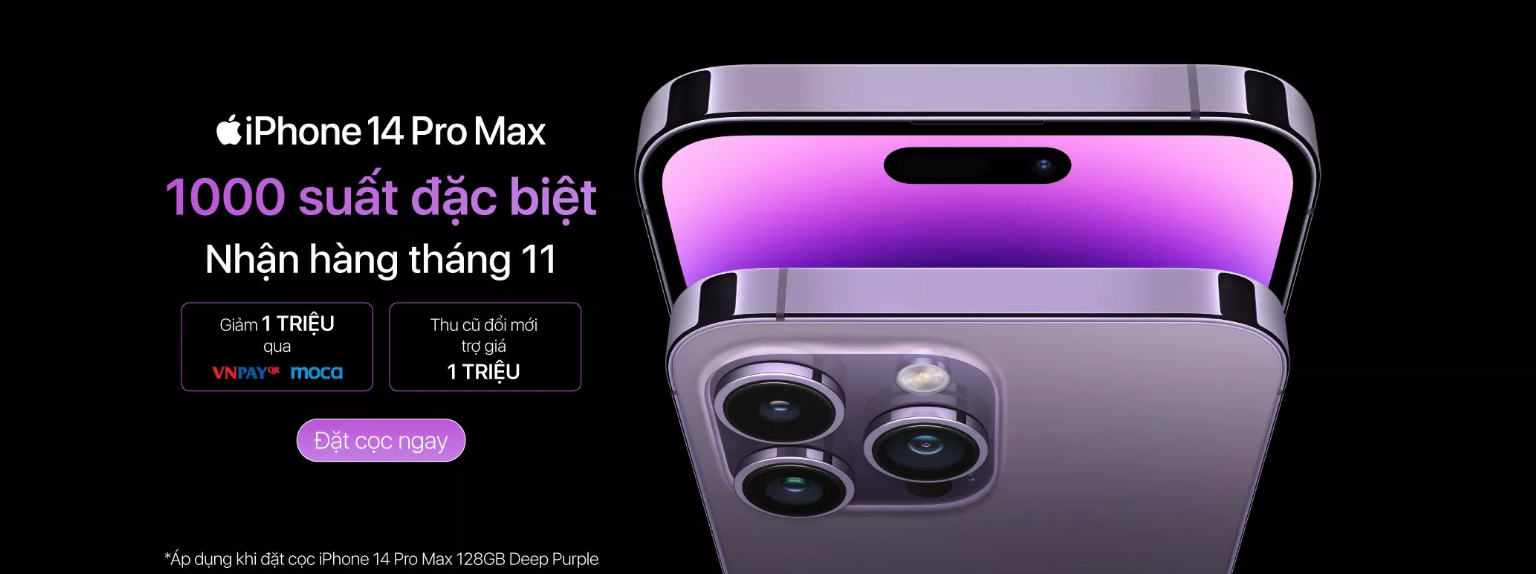 iPhone 14 Pro Max
1000 suất đặc biệt
Nhận hàng tháng 11
Giảm 1 TRIỆU
qua
VNPAYQR moca
Thu cũ đổi mới
trợ giá
1 TRIỆU
Đặt cọc ngay
*Áp dụng khi đặt cọc iPhone 14 Pro Max 128GB Deep Purple